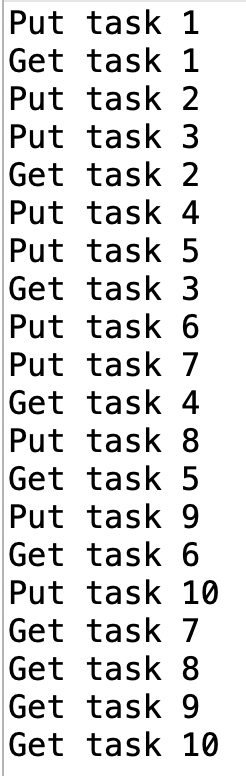 Put task 1
Get task 1
Put task 2
Put task 3
Get task 2
Put task 4
Put task 5
Get task 3
Put task 6
Put task 7
Get task 4
Put task 8
Get task 5
Put task 9
Get task 6
Put task 10
Get task 7
Get task 8
Get task 9
Get task 10